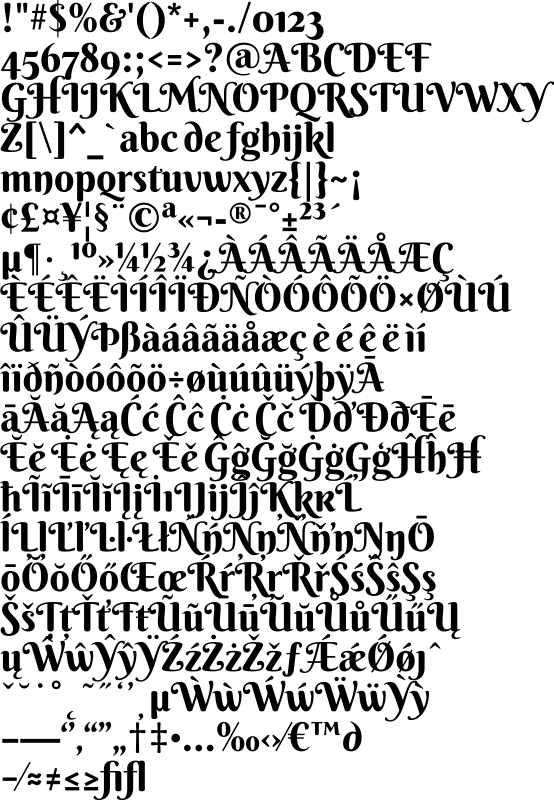 !"#$%&'()*+,-./0123
456789:;<=>?@ABCDEF
GHIJKLMNOPQRSTUVWXY
Z[\]^_`abcdefghijkl
mnopqrstuvwxyz{|}~¡
¢£¤¥¦§¨©ª«¬-®¯°±²³´
µ¶·¸¹º»¼½¾¿ÀÁÂÃÄÅÆÇ
ÈÉÊËÌÍÎÏÐÑÒÓÔÕÖ×ØÙÚ
ÛÜÝÞßàáâãäåæçèéêëìí
îïðñòóôõö÷øùúûüýþÿĀ
āĂăĄąĆćĈĉĊċČčĎďĐđĒē
ĔĕĖėĘęĚěĜĝĞğĠġĢģĤĥĦ
ħĨĩĪīĬĭĮįİıĲĳĴĵĶķĸĹ
ĺĻļĽľĿŀŁłŃńŅņŇňŉŊŋŌ
ōŎŏŐőŒœŔŕŖŗŘřŚśŜŝŞş
ŠšŢţŤťŦŧŨũŪūŬŭŮůŰűŲ
ųŴŵŶŷŸŹźŻżŽžƒǼǽǾǿȷˆ
ˇ˘˙˚˛˜˝‘’¸µẀẁẂẃẄẅỲỳ
–—‘’‚“”„†‡•…‰‹›⁄€™∂
−∕≈≠≤≥ﬁﬂ